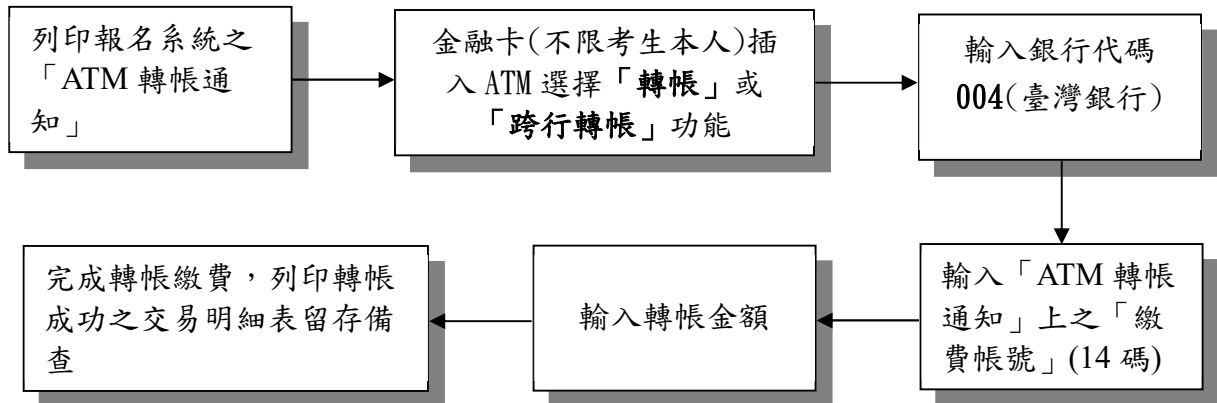 列印報名系統之
「ATM 轉帳通
知」
金融卡(不限考生本人)插
入 ATM 選擇「轉帳」或
「跨行轉帳」功能
輸入銀行代碼
004(臺灣銀行)
輸入「ATM 轉帳
通知」上之「繳
費帳號」(14 碼)
輸入轉帳金額
完成轉帳繳費，列印轉帳
成功之交易明細表留存備
查